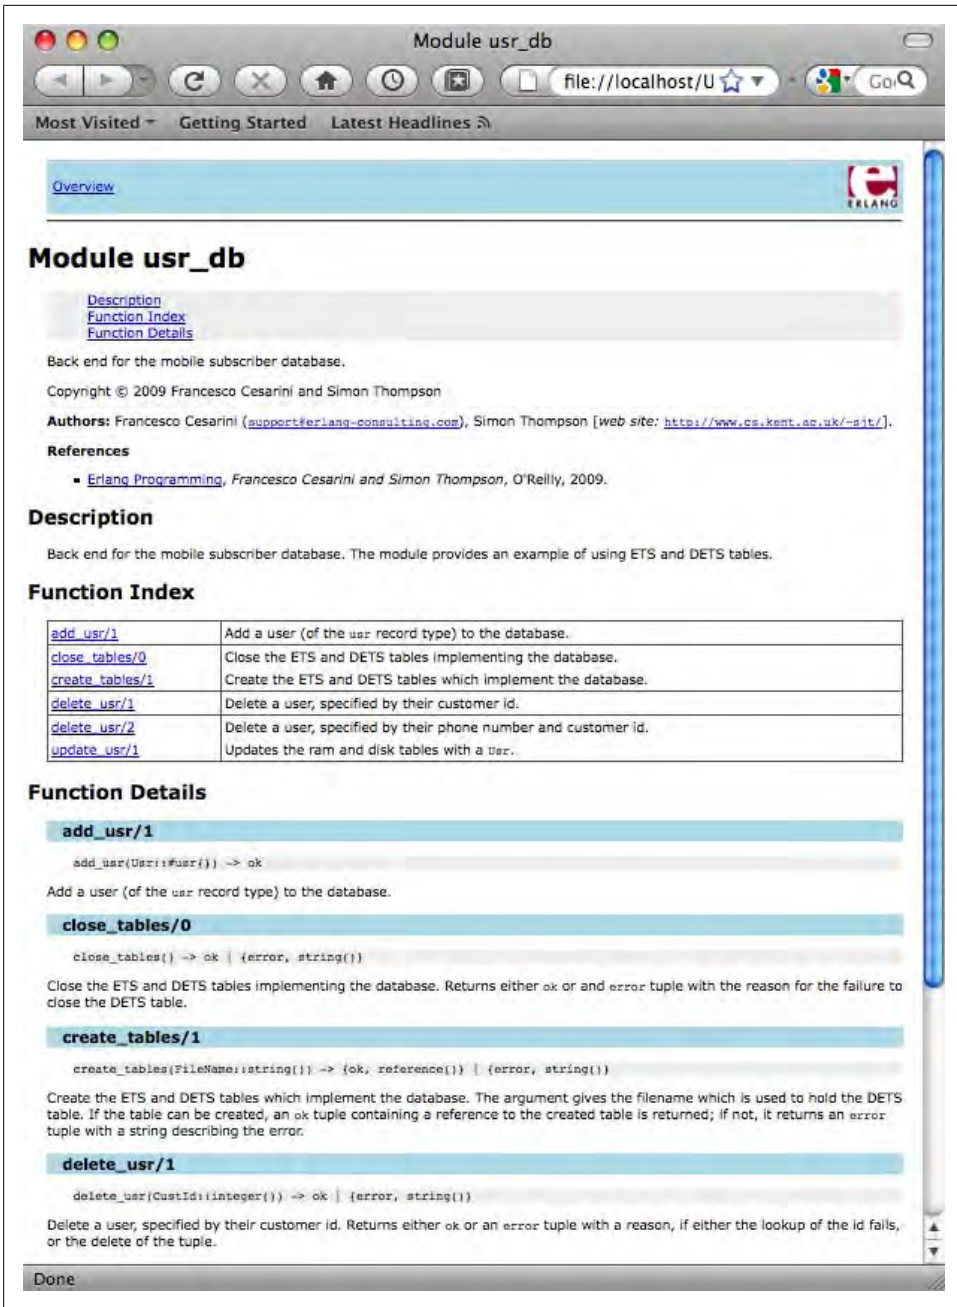 Module usr_db
file://localhost/U
Goo
Most Visited
Getting Started
Latest Headlines
Overview
ERLANG
Module usr_db
Description
Function Index
Function Details
Back end for the mobile subscriber database.
Copyright © 2009 Francesco Cesarini and Simon Thompson
Authors: Francesco Cesarini (support@erlang-consulting.com), Simon Thompson [web site: http://www.cs.kent.ac.uk/~sjt/].
References
▪ Erlang Programming, Francesco Cesarini and Simon Thompson, O'Reilly, 2009.
Description
Back end for the mobile subscriber database. The module provides an example of using ETS and DETS tables.
Function Index
add_usr/1 Add a user (of the usr record type) to the database.
close_tables/0 Close the ETS and DETS tables implementing the database.
create_tables/1 Create the ETS and DETS tables which implement the database.
delete_usr/1 Delete a user, specified by their customer id.
delete_usr/2 Delete a user, specified by their phone number and customer id.
update_usr/1 Updates the ram and disk tables with a Usr.
Function Details
add_usr/1
add_usr(Usr::#usr()) -> ok
Add a user (of the usr record type) to the database.
close_tables/0
close_tables() -> ok | {error, string()}
Close the ETS and DETS tables implementing the database. Returns either ok or and error tuple with the reason for the failure to
close the DETS table.
create_tables/1
create_tables(FileName::string()) -> {ok, reference()} | {error, string()}
Create the ETS and DETS tables which implement the database. The argument gives the filename which is used to hold the DETS
table. If the table can be created, an ok tuple containing a reference to the created table is returned; if not, it returns an error
tuple with a string describing the error.
delete_usr/1
delete_usr(CustId::integer()) -> ok | {error, string()}
Delete a user, specified by their customer id. Returns either ok or an error tuple with a reason, if either the lookup of the id fails,
or the delete of the tuple.
Done